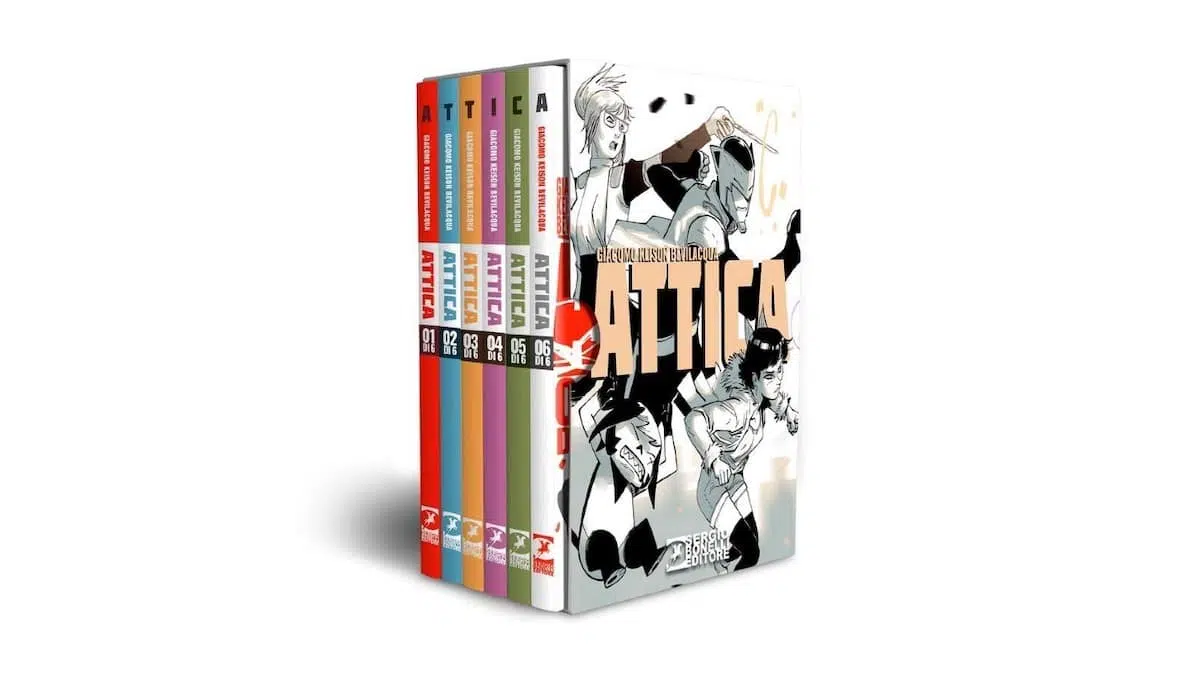 A
GIACOMO KEISON BEVILACQUA
ATTICA
01
DI 6
T
GIACOMO KEISON BEVILACQUA
ATTICA
02
DI 6
T
GIACOMO KEISON BEVILACQUA
ATTICA
03
DI 6
I
GIACOMO KEISON BEVILACQUA
ATTICA
04
DI 6
C
GIACOMO KEISON BEVILACQUA
ATTICA
05
DI 6
A
GIACOMO KEISON BEVILACQUA
ATTICA
06
DI 6
GIACOMO KEISON BEVILACQUA
ATTICA
SERGIO
BONELLI
EDITORE